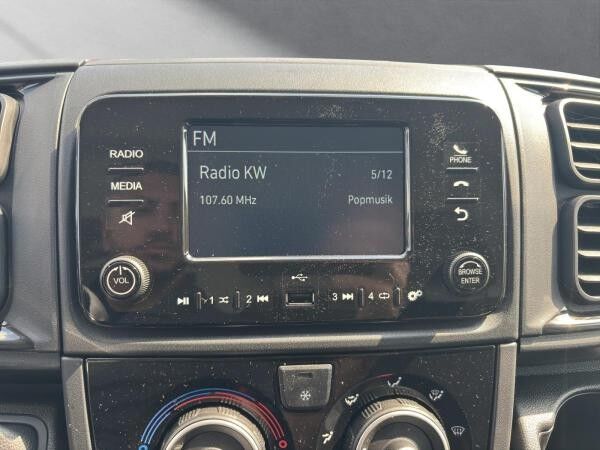 FM
RADIO
Radio KW 5/12
PHONE
MEDIA
107.60 MHz Popmusik
VOL
BROWSE
ENTER
1 2 3 4